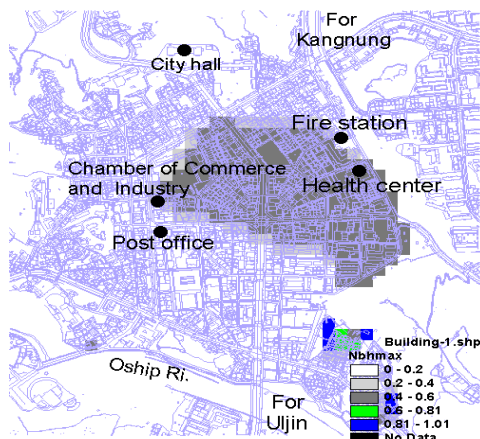 For
Kangnung
City hall
Fire station
Chamber of Commerce
and Industry
Health center
Post office
Oship Ri.
For
Uljin
Building-1.shp
Nbhmax
0 - 0.2
0.2 - 0.4
0.4 - 0.6
0.6 - 0.81
0.81 - 1.01
No Data